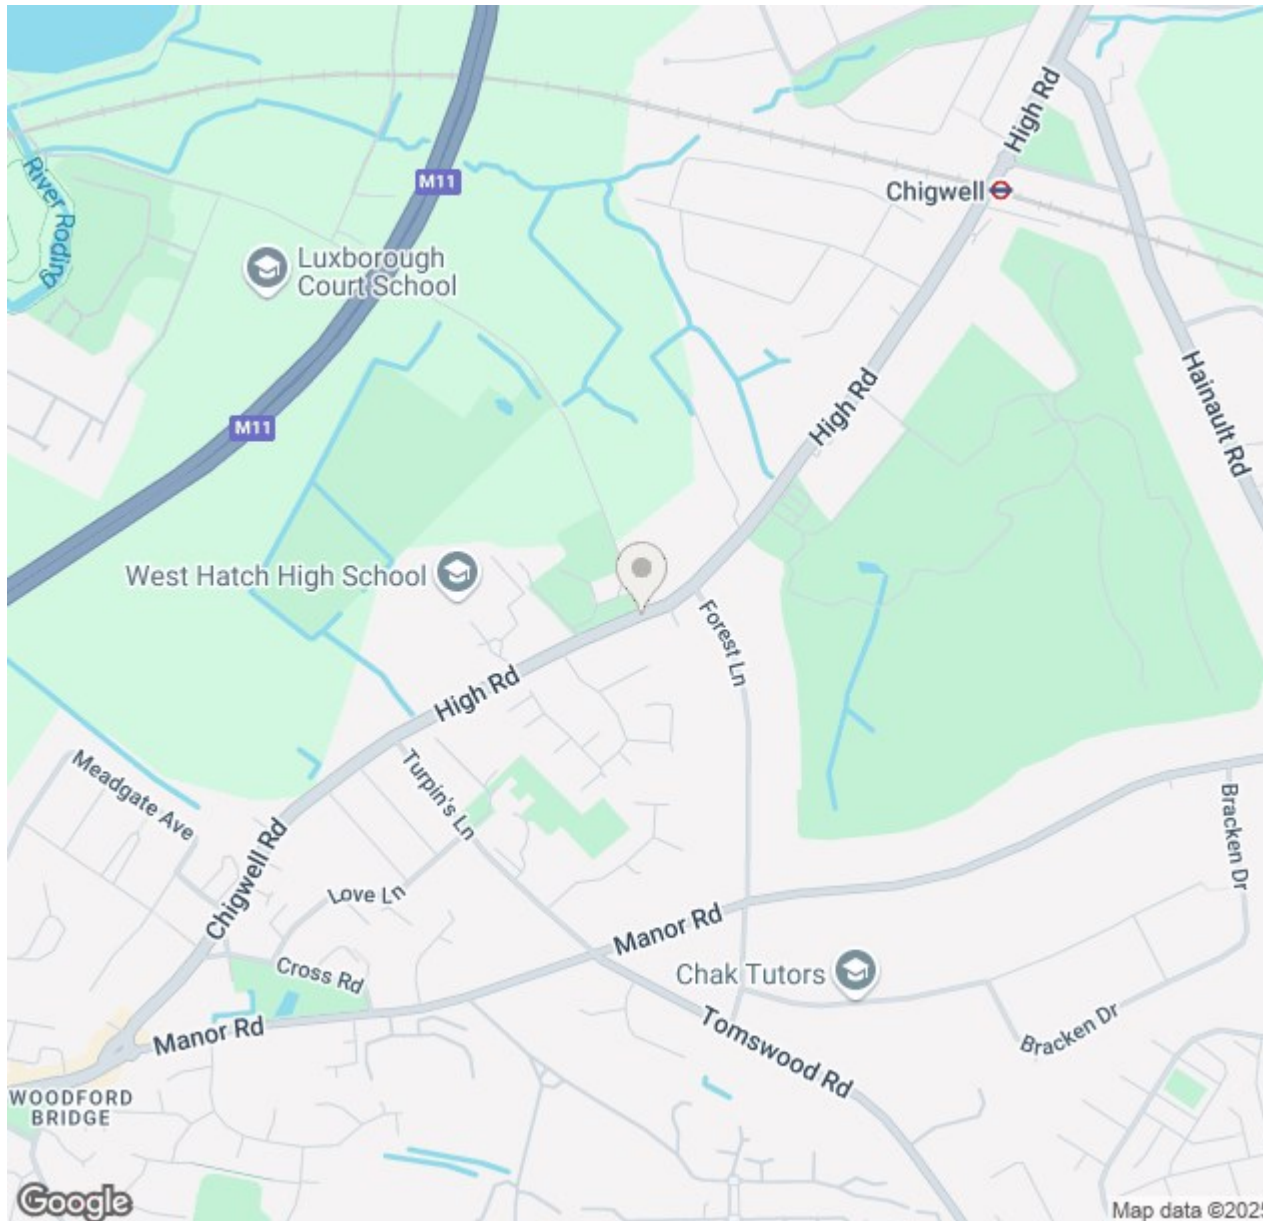 High Rd
M11
River Roding
Chigwell
Luxborough
Court School
High Rd
Hainault Rd
M11
West Hatch High School
Forest Ln
High Rd
Meadgate Ave
Turpin's Ln
Chigwell Rd
Bracken Dr
Love Ln
Manor Rd
Cross Rd
Chak Tutors
Manor Rd
Tomswood Rd
Bracken Dr
WOODFORD
BRIDGE
Google
Map data ©2025